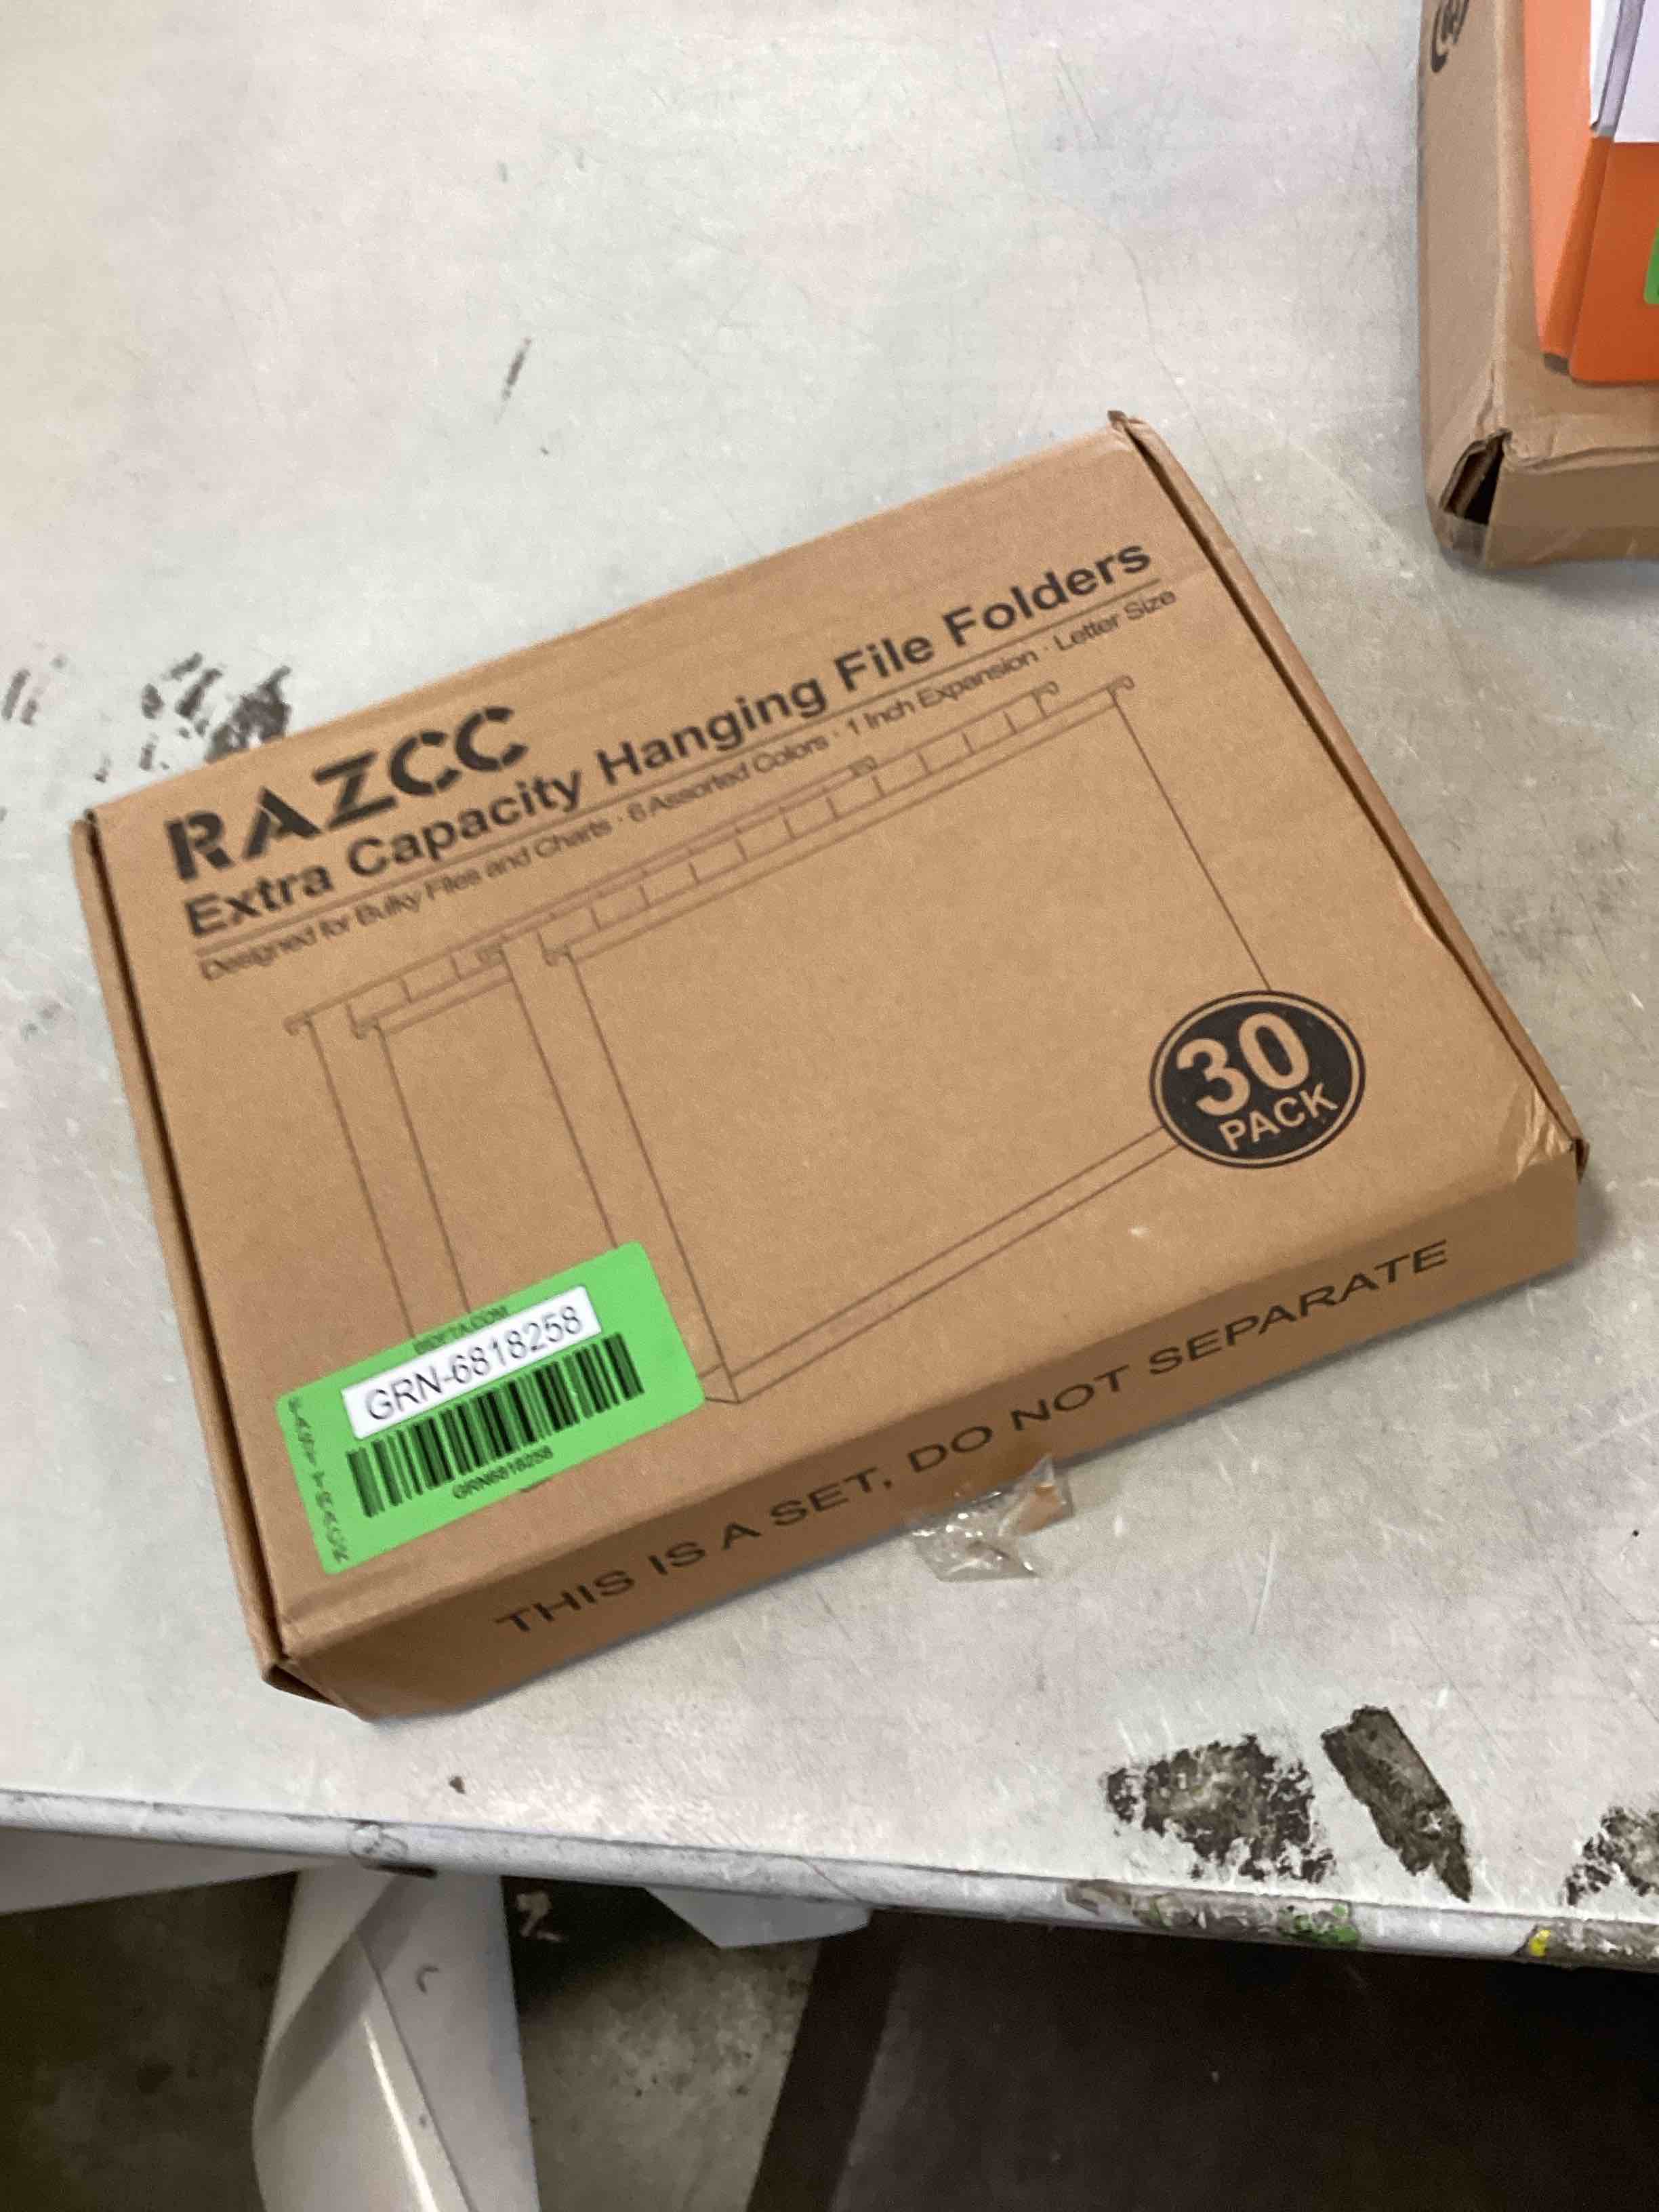 RAZCC
Extra Capacity Hanging File Folders
Designed for Bulky Files and Charts · 6 Assorted Colors · 1 Inch Expansion · Letter Size
30
PACK
GRN-6818258
GRN6818258
THIS IS A SET, DO NOT SEPARATE